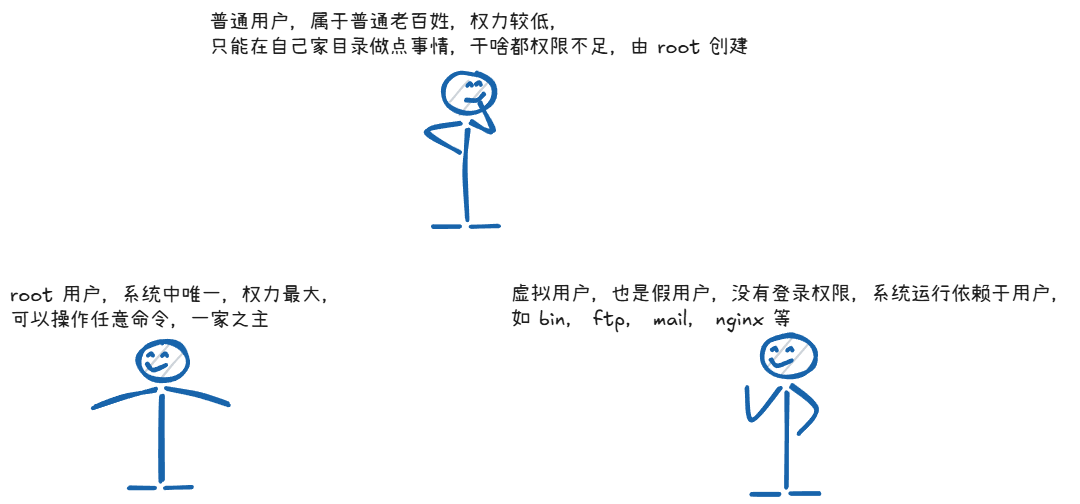 普通用户，属于普通老百姓，权力较低，
只能在自己家目录做点事情，干啥都权限不足，由 root 创建
root 用户，系统中唯一，权力最大，
可以操作任意命令，一家之主
虚拟用户，也是假用户，没有登录权限，系统运行依赖于用户，
如 bin， ftp， mail， nginx 等